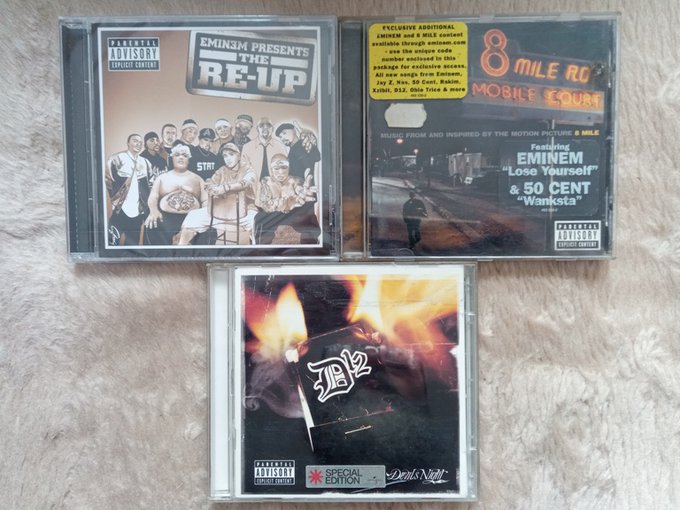 PARENTAL
ADVISORY
EXPLICIT CONTENT
EMINEM PRESENTS
THE
RE-UP
STAT
EXCLUSIVE ADDITIONAL
EMINEM and 8 MILE content
available through eminem.com
- use the unique code
number enclosed in this
package for exclusive access.
All new songs from Eminem,
Jay Z, Nas, 50 Cent, Rakim,
Xzibit, D12, Obie Trice & more
8
MILE RD
MOBILE COURT
MUSIC FROM AND INSPIRED BY THE MOTION PICTURE 8 MILE
Featuring
EMINEM
"Lose Yourself"
& 50 CENT
"Wanksta"
PARENTAL
ADVISORY
EXPLICIT CONTENT
D12
PARENTAL
ADVISORY
EXPLICIT CONTENT
SPECIAL
EDITION
Devil's Night